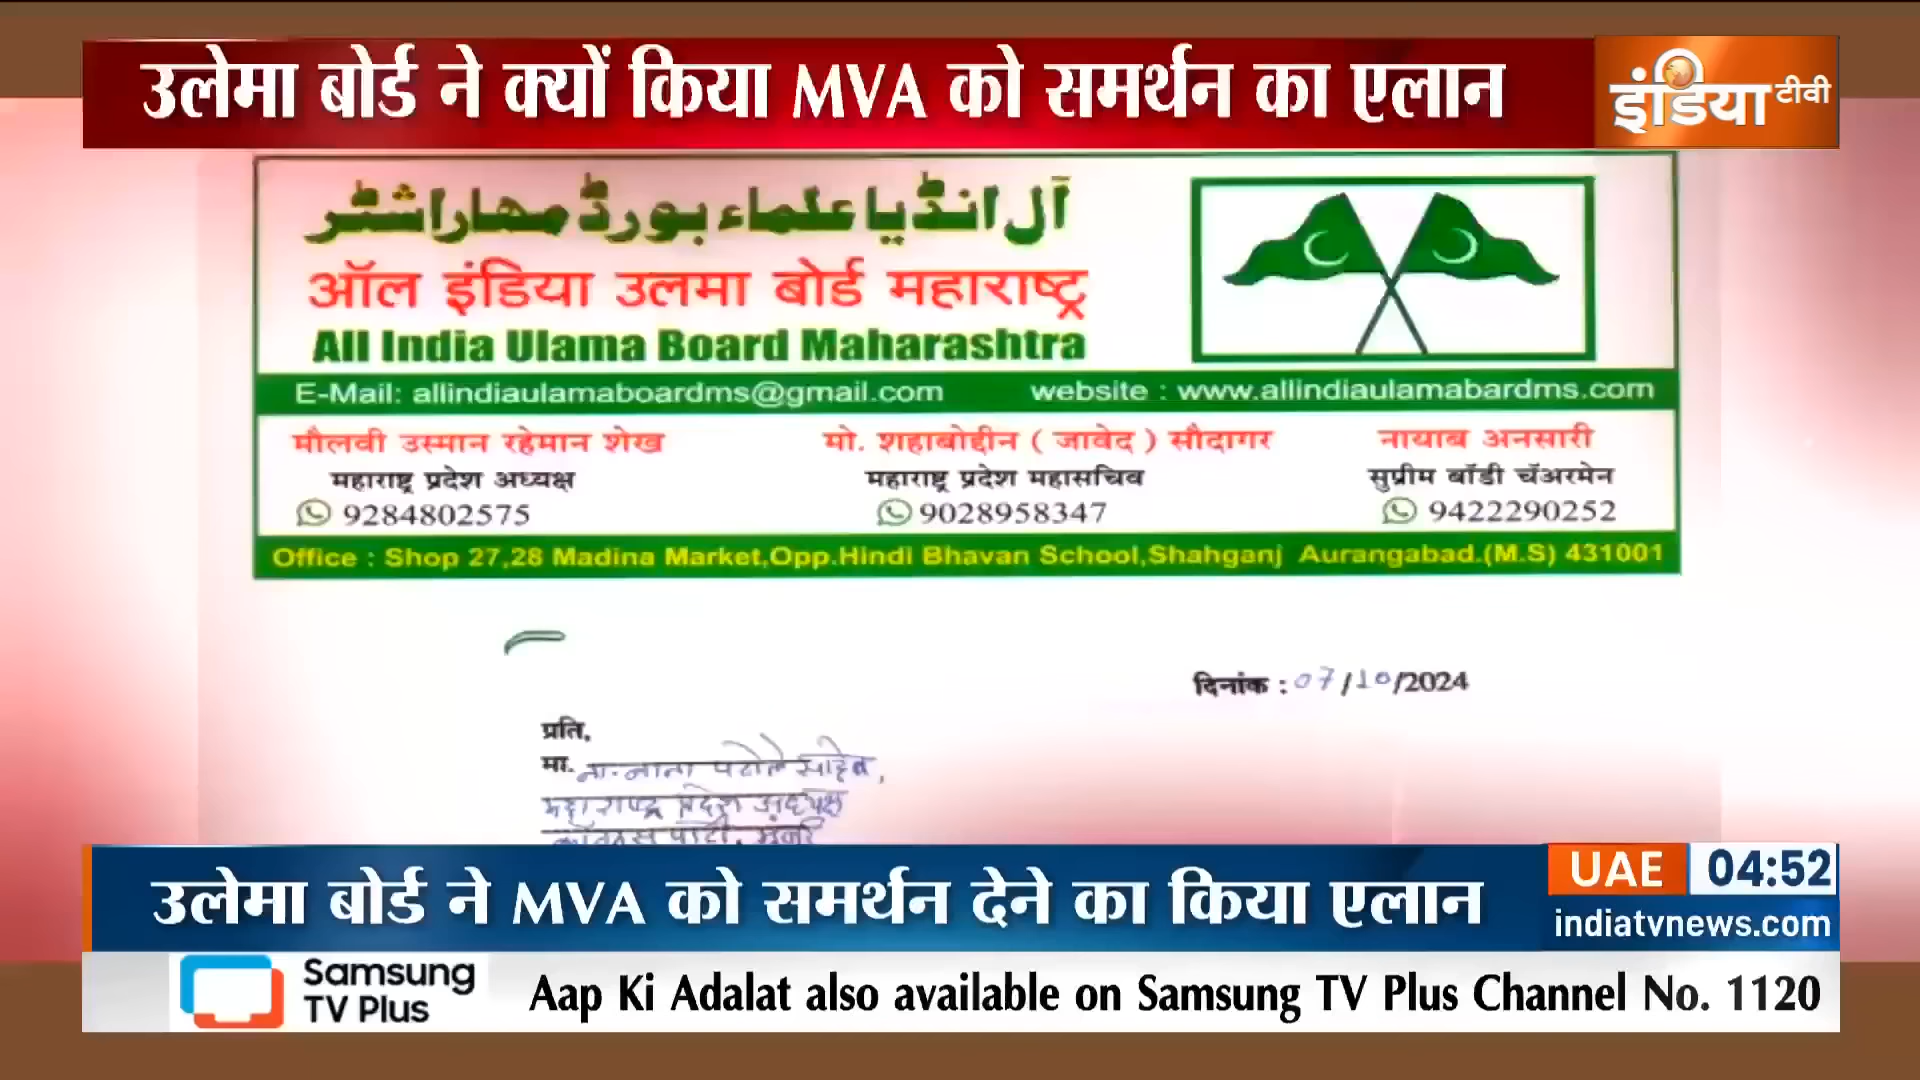 उलेमा बोर्ड ने क्यों किया MVA को समर्थन का एलान
इंडिया टीवी
آل انڈیا علماء بورڈ مہاراشٹر
ऑल इंडिया उलमा बोर्ड महाराष्ट्र
All India Ulama Board Maharashtra
E-Mail: allindiaulamaboardms@gmail.com website : www.allindiaulamabardms.com
मौलवी उस्मान रहेमान शेख मो. शहाबोद्दीन ( जावेद ) सौदागर नायाब अनसारी
महाराष्ट्र प्रदेश अध्यक्ष महाराष्ट्र प्रदेश महासचिव सुप्रीम बॉडी चॅअरमेन
9284802575 9028958347 9422290252
Office : Shop 27,28 Madina Market,Opp.Hindi Bhavan School,Shahganj Aurangabad.(M.S) 431001
दिनांक : 07/10/2024
प्रति,
मा. ना. नाना पटोले साहेब,
महाराष्ट्र प्रदेश अध्यक्ष
पार्टी, मुंबई
उलेमा बोर्ड ने MVA को समर्थन देने का किया एलान
UAE 04:52
indiatvnews.com
Samsung TV Plus
Aap Ki Adalat also available on Samsung TV Plus Channel No. 1120